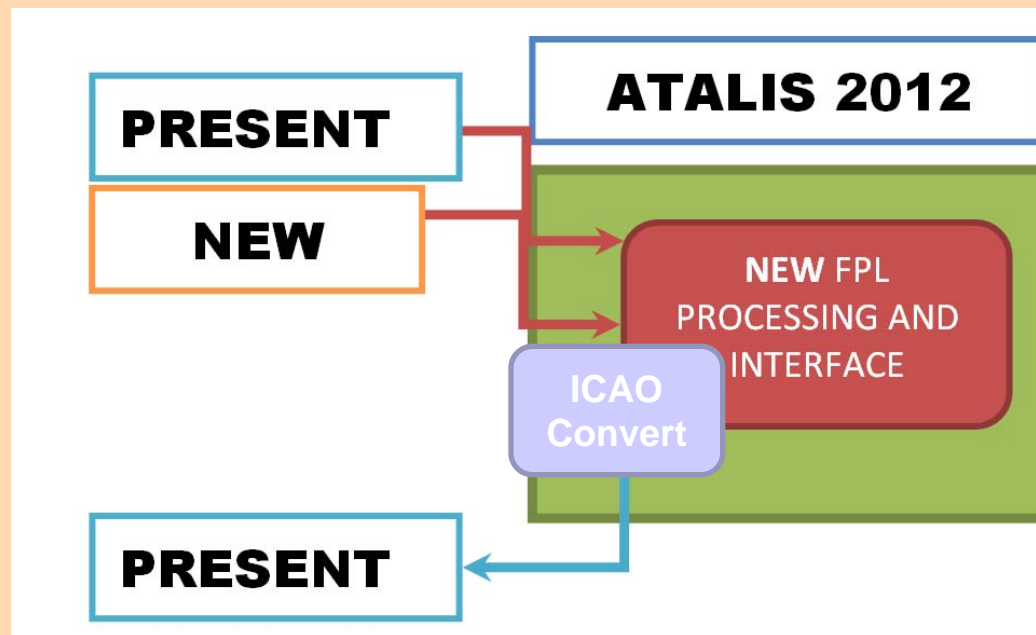 ATALIS 2012
PRESENT
NEW
NEW FPL
PROCESSING AND
INTERFACE
ICAO
Convert
PRESENT